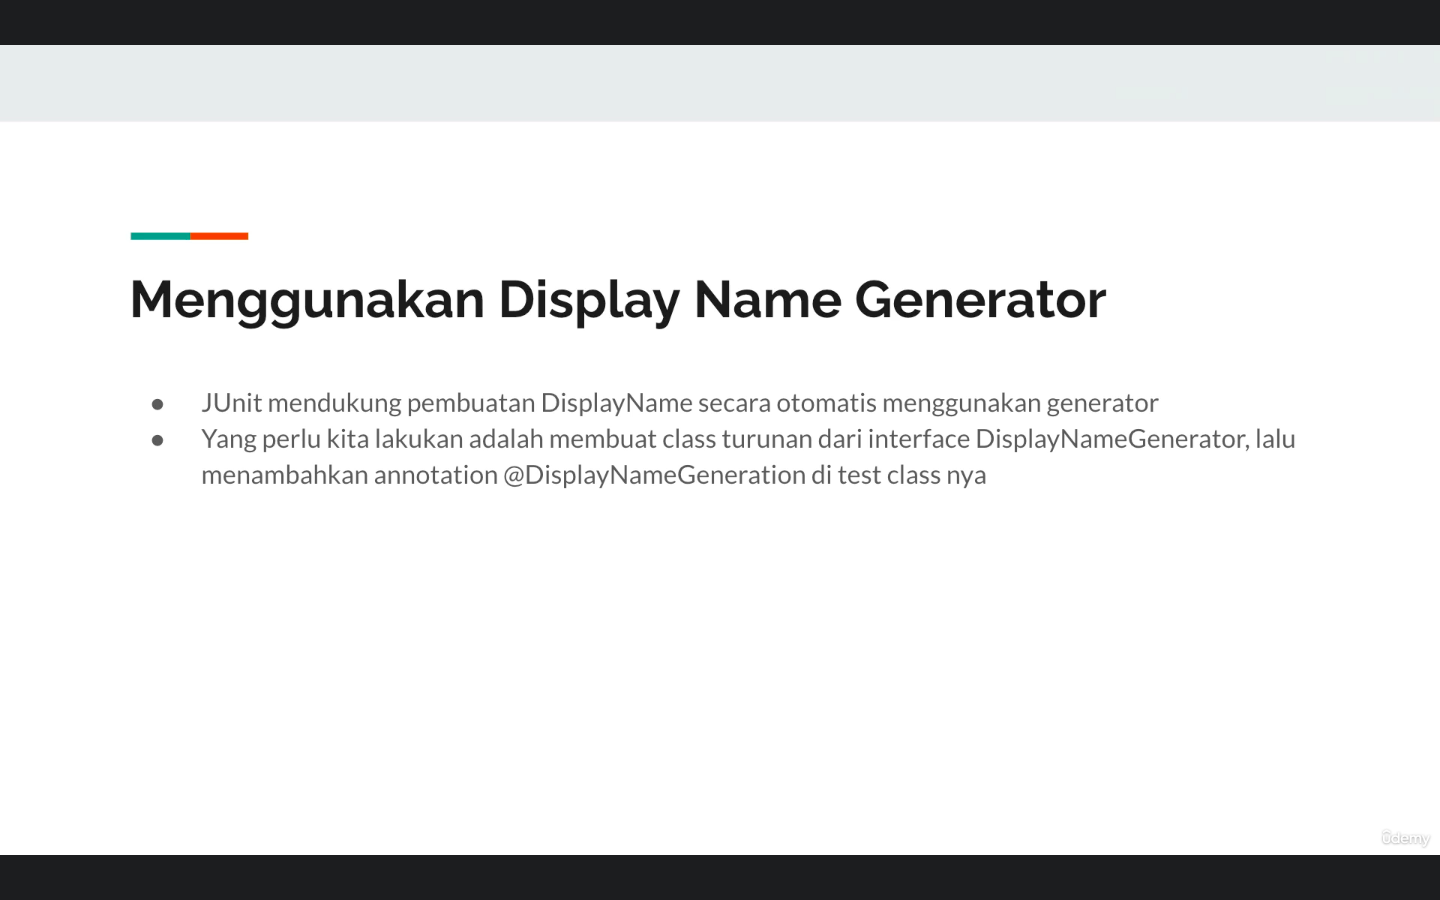 Menggunakan Display Name Generator
● JUnit mendukung pembuatan DisplayName secara otomatis menggunakan generator
● Yang perlu kita lakukan adalah membuat class turunan dari interface DisplayNameGenerator, lalu
menambahkan annotation @DisplayNameGeneration di test class nya
ûdemy